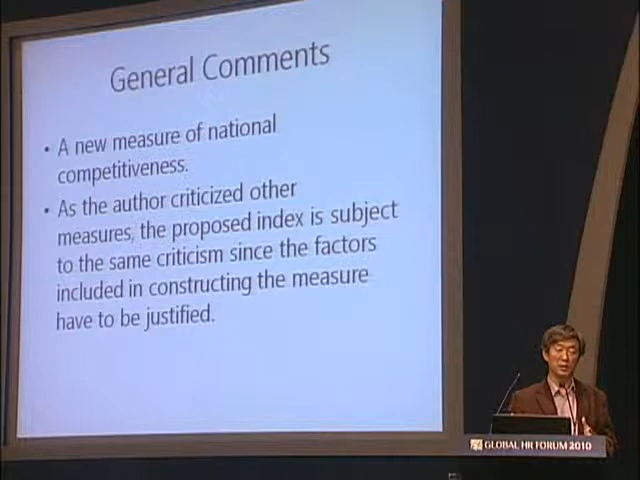 General Comments
• A new measure of national
competitiveness.
• As the author criticized other
measures, the proposed index is subject
to the same criticism since the factors
included in constructing the measure
have to be justified.
GLOBAL HR FORUM 2010